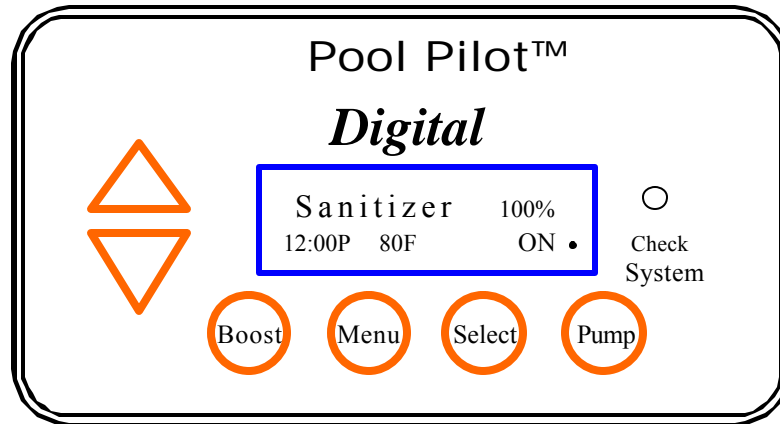 Pool Pilot™
Digital
Sanitizer 100%
12:00P 80F ON •
Check
System
Boost Menu Select Pump